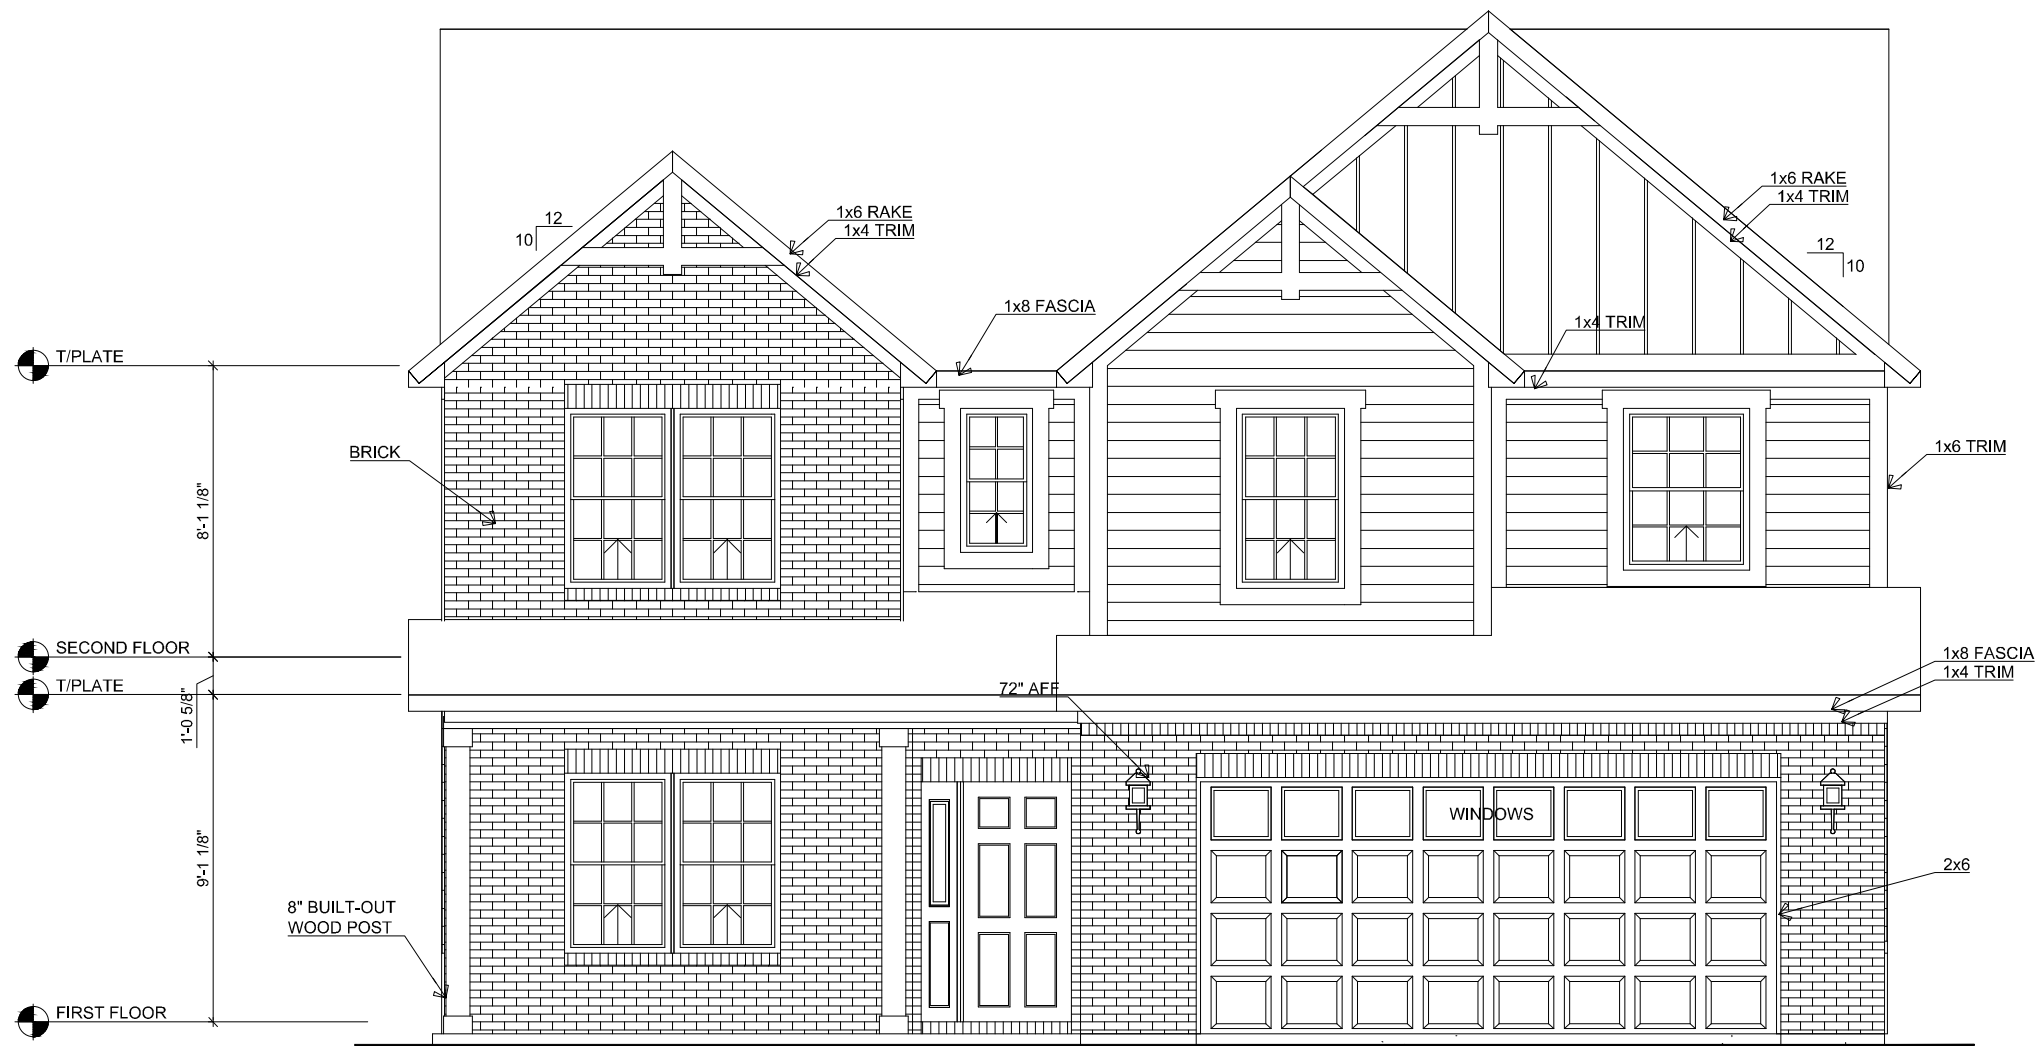 1x6 RAKE
1x4 TRIM
12
10
1x6 RAKE
1x4 TRIM
12
10
1x8 FASCIA
1x4 TRIM
T/PLATE
BRICK
1x6 TRIM
8'-1 1/8"
SECOND FLOOR
1x8 FASCIA
1x4 TRIM
T/PLATE
72" AFF
1'-0 5/8"
WINDOWS
9'-1 1/8"
2x6
8" BUILT-OUT
WOOD POST
FIRST FLOOR